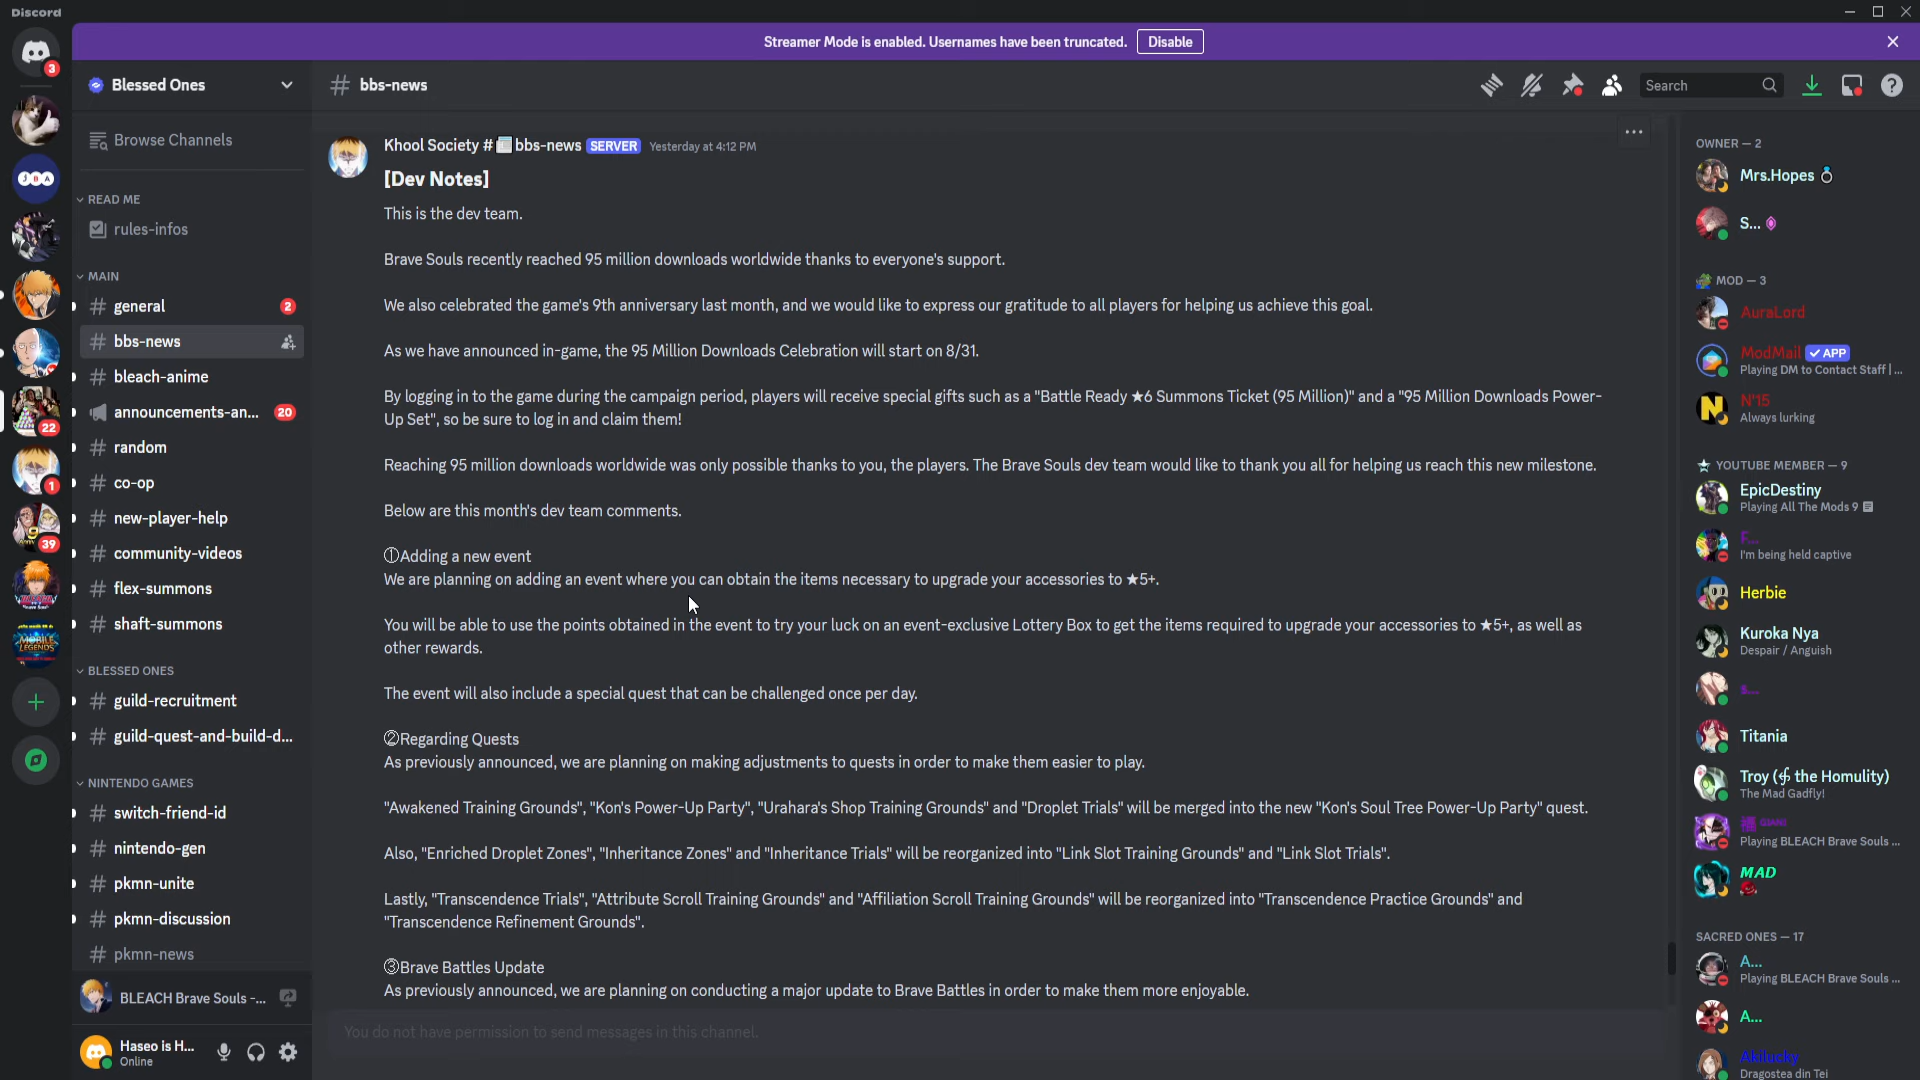 Discord
Streamer Mode is enabled. Usernames have been truncated. Disable
3
Blessed Ones
# bbs-news
Search
Browse Channels
READ ME
rules-infos
MAIN
# general 2
# bbs-news
# bleach-anime
announcements-an... 20
# random
# co-op
# new-player-help
# community-videos
# flex-summons
# shaft-summons
BLESSED ONES
# guild-recruitment
# guild-quest-and-build-d...
NINTENDO GAMES
# switch-friend-id
# nintendo-gen
# pkmn-unite
# pkmn-discussion
# pkmn-news
BLEACH Brave Souls -...
Haseo is H...
Online
JBA
22
1
39
MOBILE LEGENDS
Khool Society # bbs-news SERVER Yesterday at 4:12 PM
[Dev Notes]
This is the dev team.
Brave Souls recently reached 95 million downloads worldwide thanks to everyone's support.
We also celebrated the game's 9th anniversary last month, and we would like to express our gratitude to all players for helping us achieve this goal.
As we have announced in-game, the 95 Million Downloads Celebration will start on 8/31.
By logging in to the game during the campaign period, players will receive special gifts such as a "Battle Ready ★6 Summons Ticket (95 Million)" and a "95 Million Downloads Power-
Up Set", so be sure to log in and claim them!
Reaching 95 million downloads worldwide was only possible thanks to you, the players. The Brave Souls dev team would like to thank you all for helping us reach this new milestone.
Below are this month's dev team comments.
①Adding a new event
We are planning on adding an event where you can obtain the items necessary to upgrade your accessories to ★5+.
You will be able to use the points obtained in the event to try your luck on an event-exclusive Lottery Box to get the items required to upgrade your accessories to ★5+, as well as
other rewards.
The event will also include a special quest that can be challenged once per day.
②Regarding Quests
As previously announced, we are planning on making adjustments to quests in order to make them easier to play.
"Awakened Training Grounds", "Kon's Power-Up Party", "Urahara's Shop Training Grounds" and "Droplet Trials" will be merged into the new "Kon's Soul Tree Power-Up Party" quest.
Also, "Enriched Droplet Zones", "Inheritance Zones" and "Inheritance Trials" will be reorganized into "Link Slot Training Grounds" and "Link Slot Trials".
Lastly, "Transcendence Trials", "Attribute Scroll Training Grounds" and "Affiliation Scroll Training Grounds" will be reorganized into "Transcendence Practice Grounds" and
"Transcendence Refinement Grounds".
③Brave Battles Update
As previously announced, we are planning on conducting a major update to Brave Battles in order to make them more enjoyable.
You do not have permission to send messages in this channel.
OWNER — 2
Mrs.Hopes
S...
MOD — 3
AuraLord
ModMail ✓ APP
Playing DM to Contact Staff | ...
N'15
Always lurking
YOUTUBE MEMBER — 9
EpicDestiny
Playing All The Mods 9
F...
I'm being held captive
Herbie
Kuroka Nya
Despair / Anguish
s...
Titania
Troy (∮ the Homulity)
The Mad Gadfly!
Playing BLEACH Brave Souls ...
MAD
SACRED ONES — 17
A...
Playing BLEACH Brave Souls ...
A...
Akilucky
Dragostea din Tei